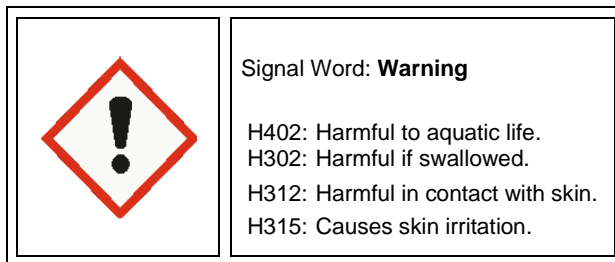 Signal Word: Warning
H402: Harmful to aquatic life.
H302: Harmful if swallowed.
H312: Harmful in contact with skin.
H315: Causes skin irritation.